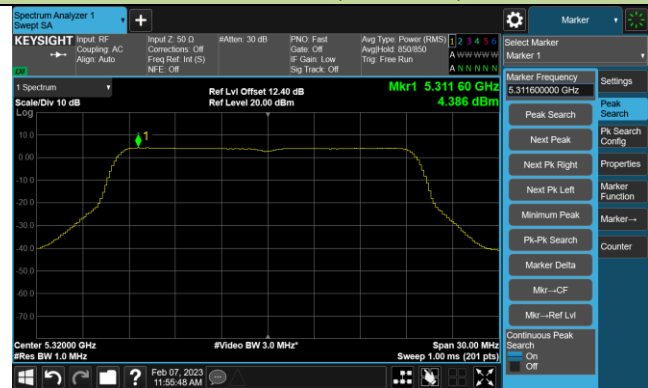 Spectrum Analyzer 1
Swept SA
Marker
KEYSIGHT
Input: RF
Coupling: AC
Align: Auto
Input Z: 50 Ω
Corrections: Off
Freq Ref: Int (S)
NFE: Off
#Atten: 30 dB
PNO: Fast
Gate: Off
IF Gain: Low
Sig Track: Off
Avg Type: Power (RMS)
Avg|Hold: 850/850
Trig: Free Run
1 2 3 4 5 6
A W W W W W
A N N N N N
LXI
Select Marker
Marker 1
1 Spectrum
Scale/Div 10 dB
Log
Ref Lvl Offset 12.40 dB
Ref Level 20.00 dBm
Mkr1 5.311 60 GHz
4.386 dBm
10.0
0.00
-10.0
-20.0
-30.0
-40.0
-50.0
-60.0
-70.0
1
Center 5.32000 GHz
#Res BW 1.0 MHz
#Video BW 3.0 MHz*
Span 30.00 MHz
Sweep 1.00 ms (201 pts)
Marker Frequency
5.311600000 GHz
Peak Search
Next Peak
Next Pk Right
Next Pk Left
Minimum Peak
Pk-Pk Search
Marker Delta
Mkr→CF
Mkr→Ref Lvl
Continuous Peak
Search
On
Off
Settings
Peak
Search
Pk Search
Config
Properties
Marker
Function
Marker→
Counter
Feb 07, 2023
11:55:48 AM